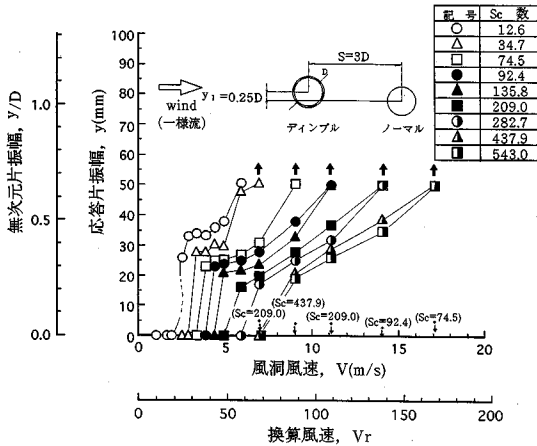 記号 Sc 数
○ 12.6
△ 34.7
□ 74.5
● 92.4
▲ 135.8
■ 209.0
◐ 282.7
◮ 437.9
◨ 543.0
S=3D
D
y₁=0.25D
wind
(一様流)
ディンプル
ノーマル
無次元片振幅, y/D
1.0
0.5
0.0
応答片振幅, y(mm)
100
90
80
70
60
50
40
30
20
10
0
(Sc=437.9)
(Sc=209.0)
(Sc=209.0)
(Sc=92.4)
(Sc=74.5)
0 5 10 15 20
風洞風速, V(m/s)
0 50 100 150 200
換算風速, Vr